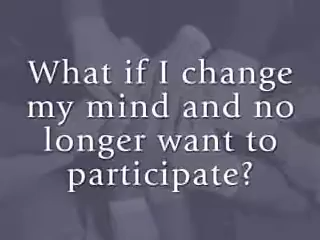 What if I change
my mind and no
longer want to
participate?